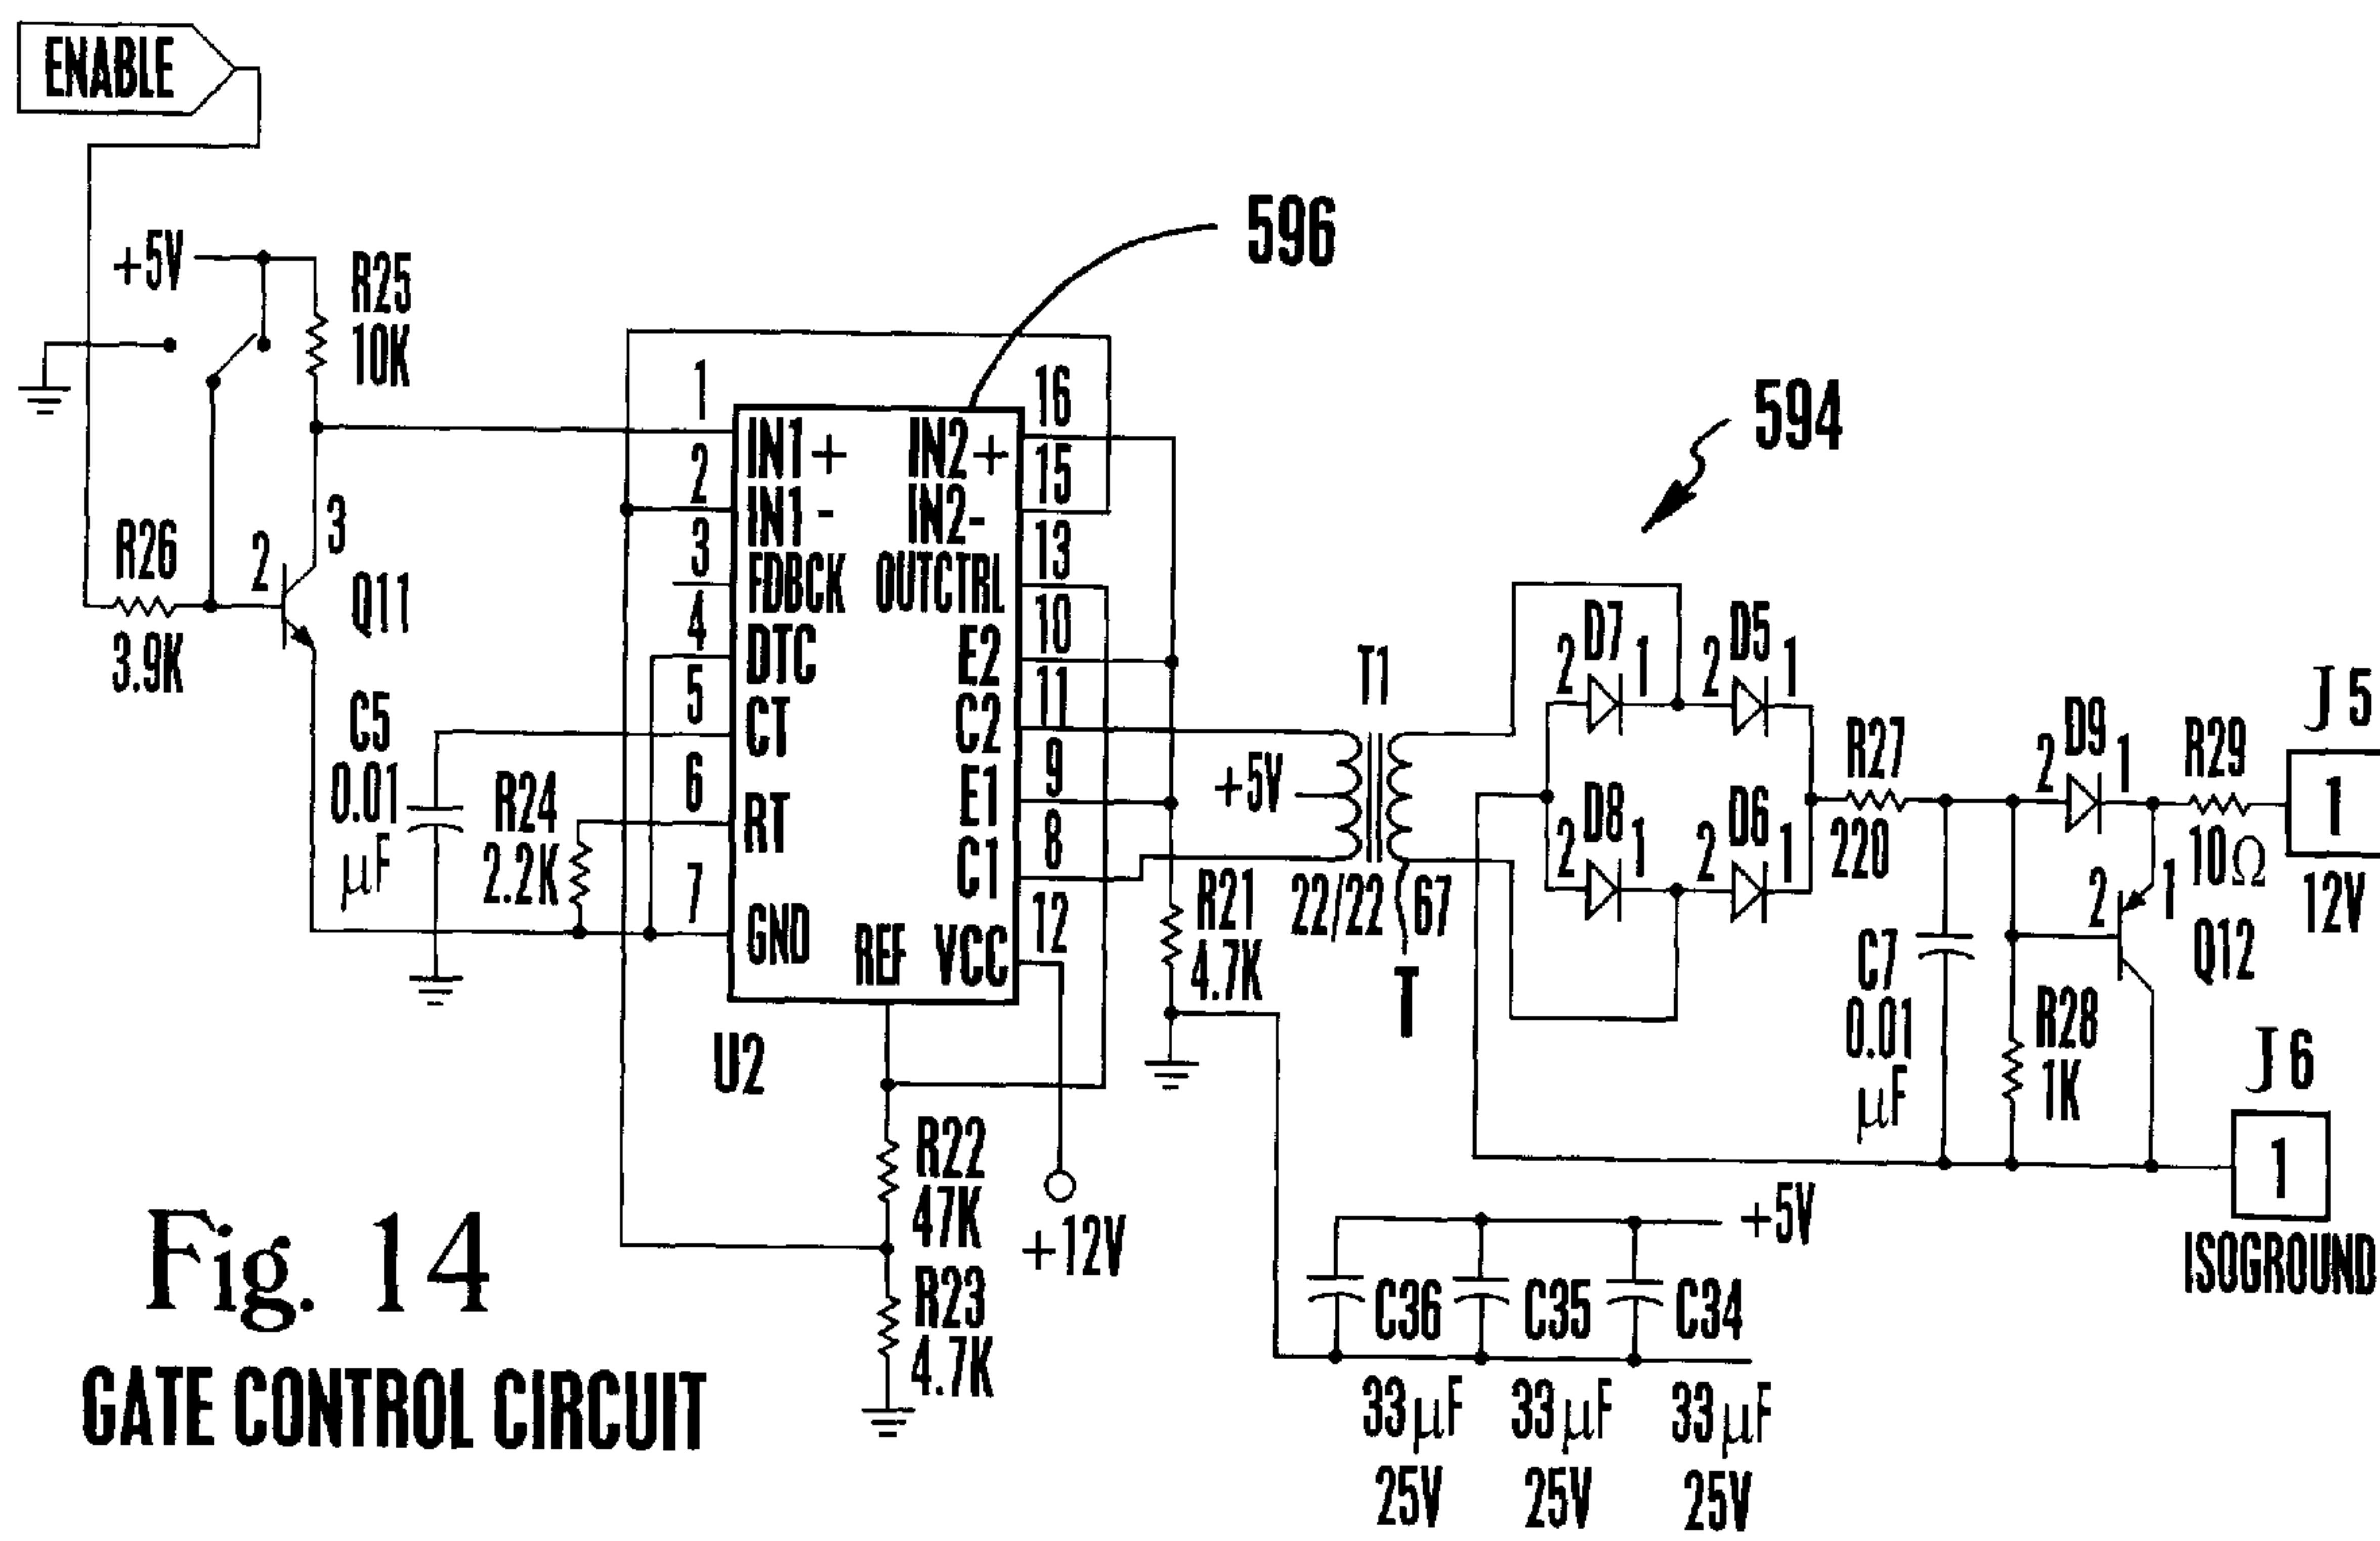 ENABLE
+5V
R25
10K
596
594
R26
3.9K
2
3
Q11
C5
0.01
µF
R24
2.2K
1
2
3
4
5
6
7
IN1+
IN1-
FDBCK
DTC
CT
RT
GND
REF
VCC
IN2+
IN2-
OUTCTRL
E2
C2
E1
C1
16
15
13
10
11
9
8
12
U2
R22
47K
R23
4.7K
+12V
R21
4.7K
+5V
T1
22/22
67
T
2 D7 1
2 D5 1
2 D8 1
2 D6 1
R27
220
2 D9 1
R29
10Ω
J5
1
12V
C7
0.01
µF
R28
1K
2
1
Q12
J6
1
ISOGROUND
+5V
C36
C35
C34
33µF
25V
33µF
25V
33µF
25V
Fig. 14
GATE CONTROL CIRCUIT